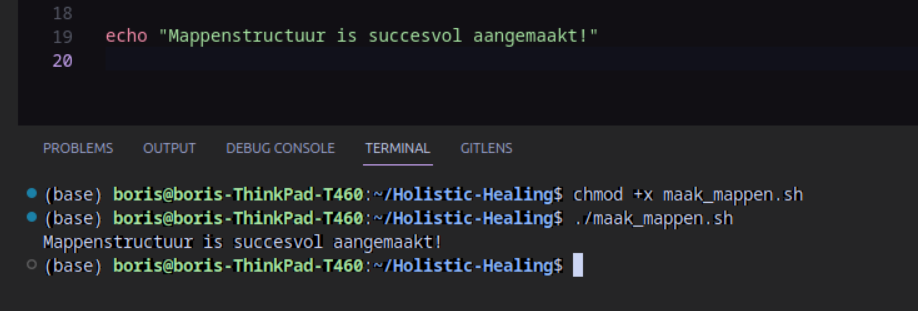 18
19 echo "Mappenstructuur is succesvol aangemaakt!"
20
PROBLEMS OUTPUT DEBUG CONSOLE TERMINAL GITLENS
(base) boris@boris-ThinkPad-T460:~/Holistic-Healing$ chmod +x maak_mappen.sh
(base) boris@boris-ThinkPad-T460:~/Holistic-Healing$ ./maak_mappen.sh
Mappenstructuur is succesvol aangemaakt!
(base) boris@boris-ThinkPad-T460:~/Holistic-Healing$